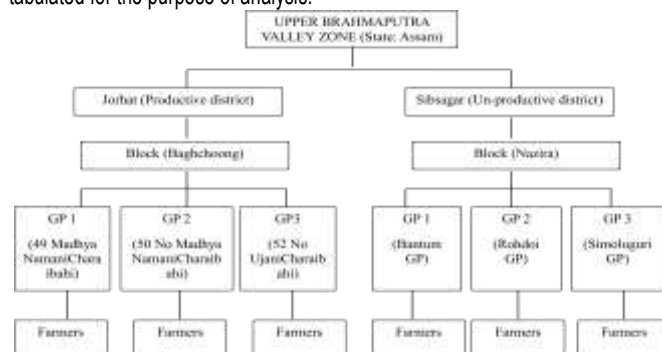 tabulated for the purpose of analysis.
UPPER BRAHMAPUTRA
VALLEY ZONE (State: Assam)
Jorhat (Productive district)
Sibsagar (Un-productive district)
Block (Baghchoong)
Block (Nazira)
GP 1
(49 Madhya
NamaniChara
ibahi)
GP 2
(50 No Madhya
NamaniCharaib
ahi)
GP3
(52 No
UjaniCharaib
ahi)
GP 1
(Bantum
GP)
GP 2
(Rohdoi
GP)
GP 3
(Simoluguri
GP)
Farmers
Farmers
Farmers
Farmers
Farmers
Farmers